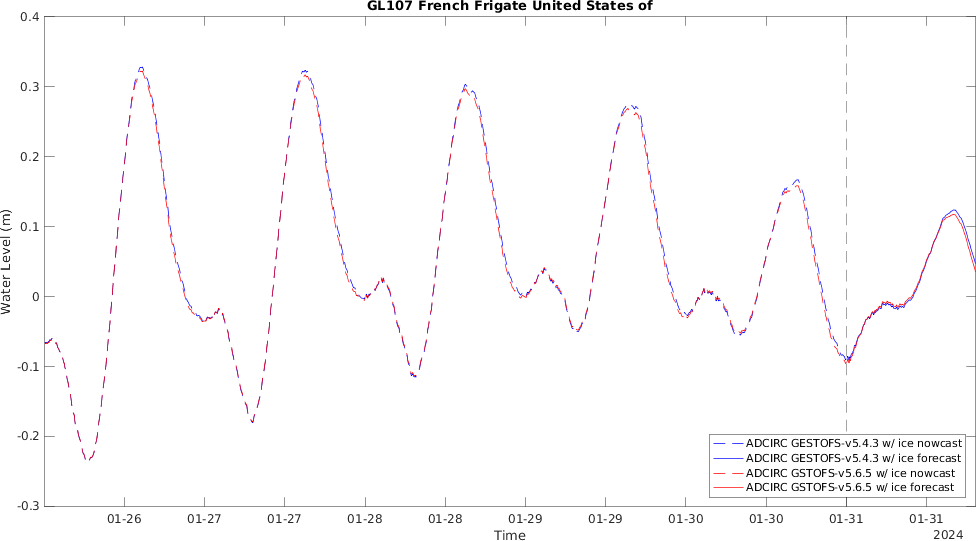 GL107 French Frigate United States of
0.4
0.3
0.2
0.1
0
-0.1
-0.2
-0.3
Water Level (m)
01-26 01-27 01-27 01-28 01-28 01-29 01-29 01-30 01-30 01-31 01-31
Time 2024
ADCIRC GESTOFS-v5.4.3 w/ ice nowcast
ADCIRC GESTOFS-v5.4.3 w/ ice forecast
ADCIRC GSTOFS-v5.6.5 w/ ice nowcast
ADCIRC GSTOFS-v5.6.5 w/ ice forecast